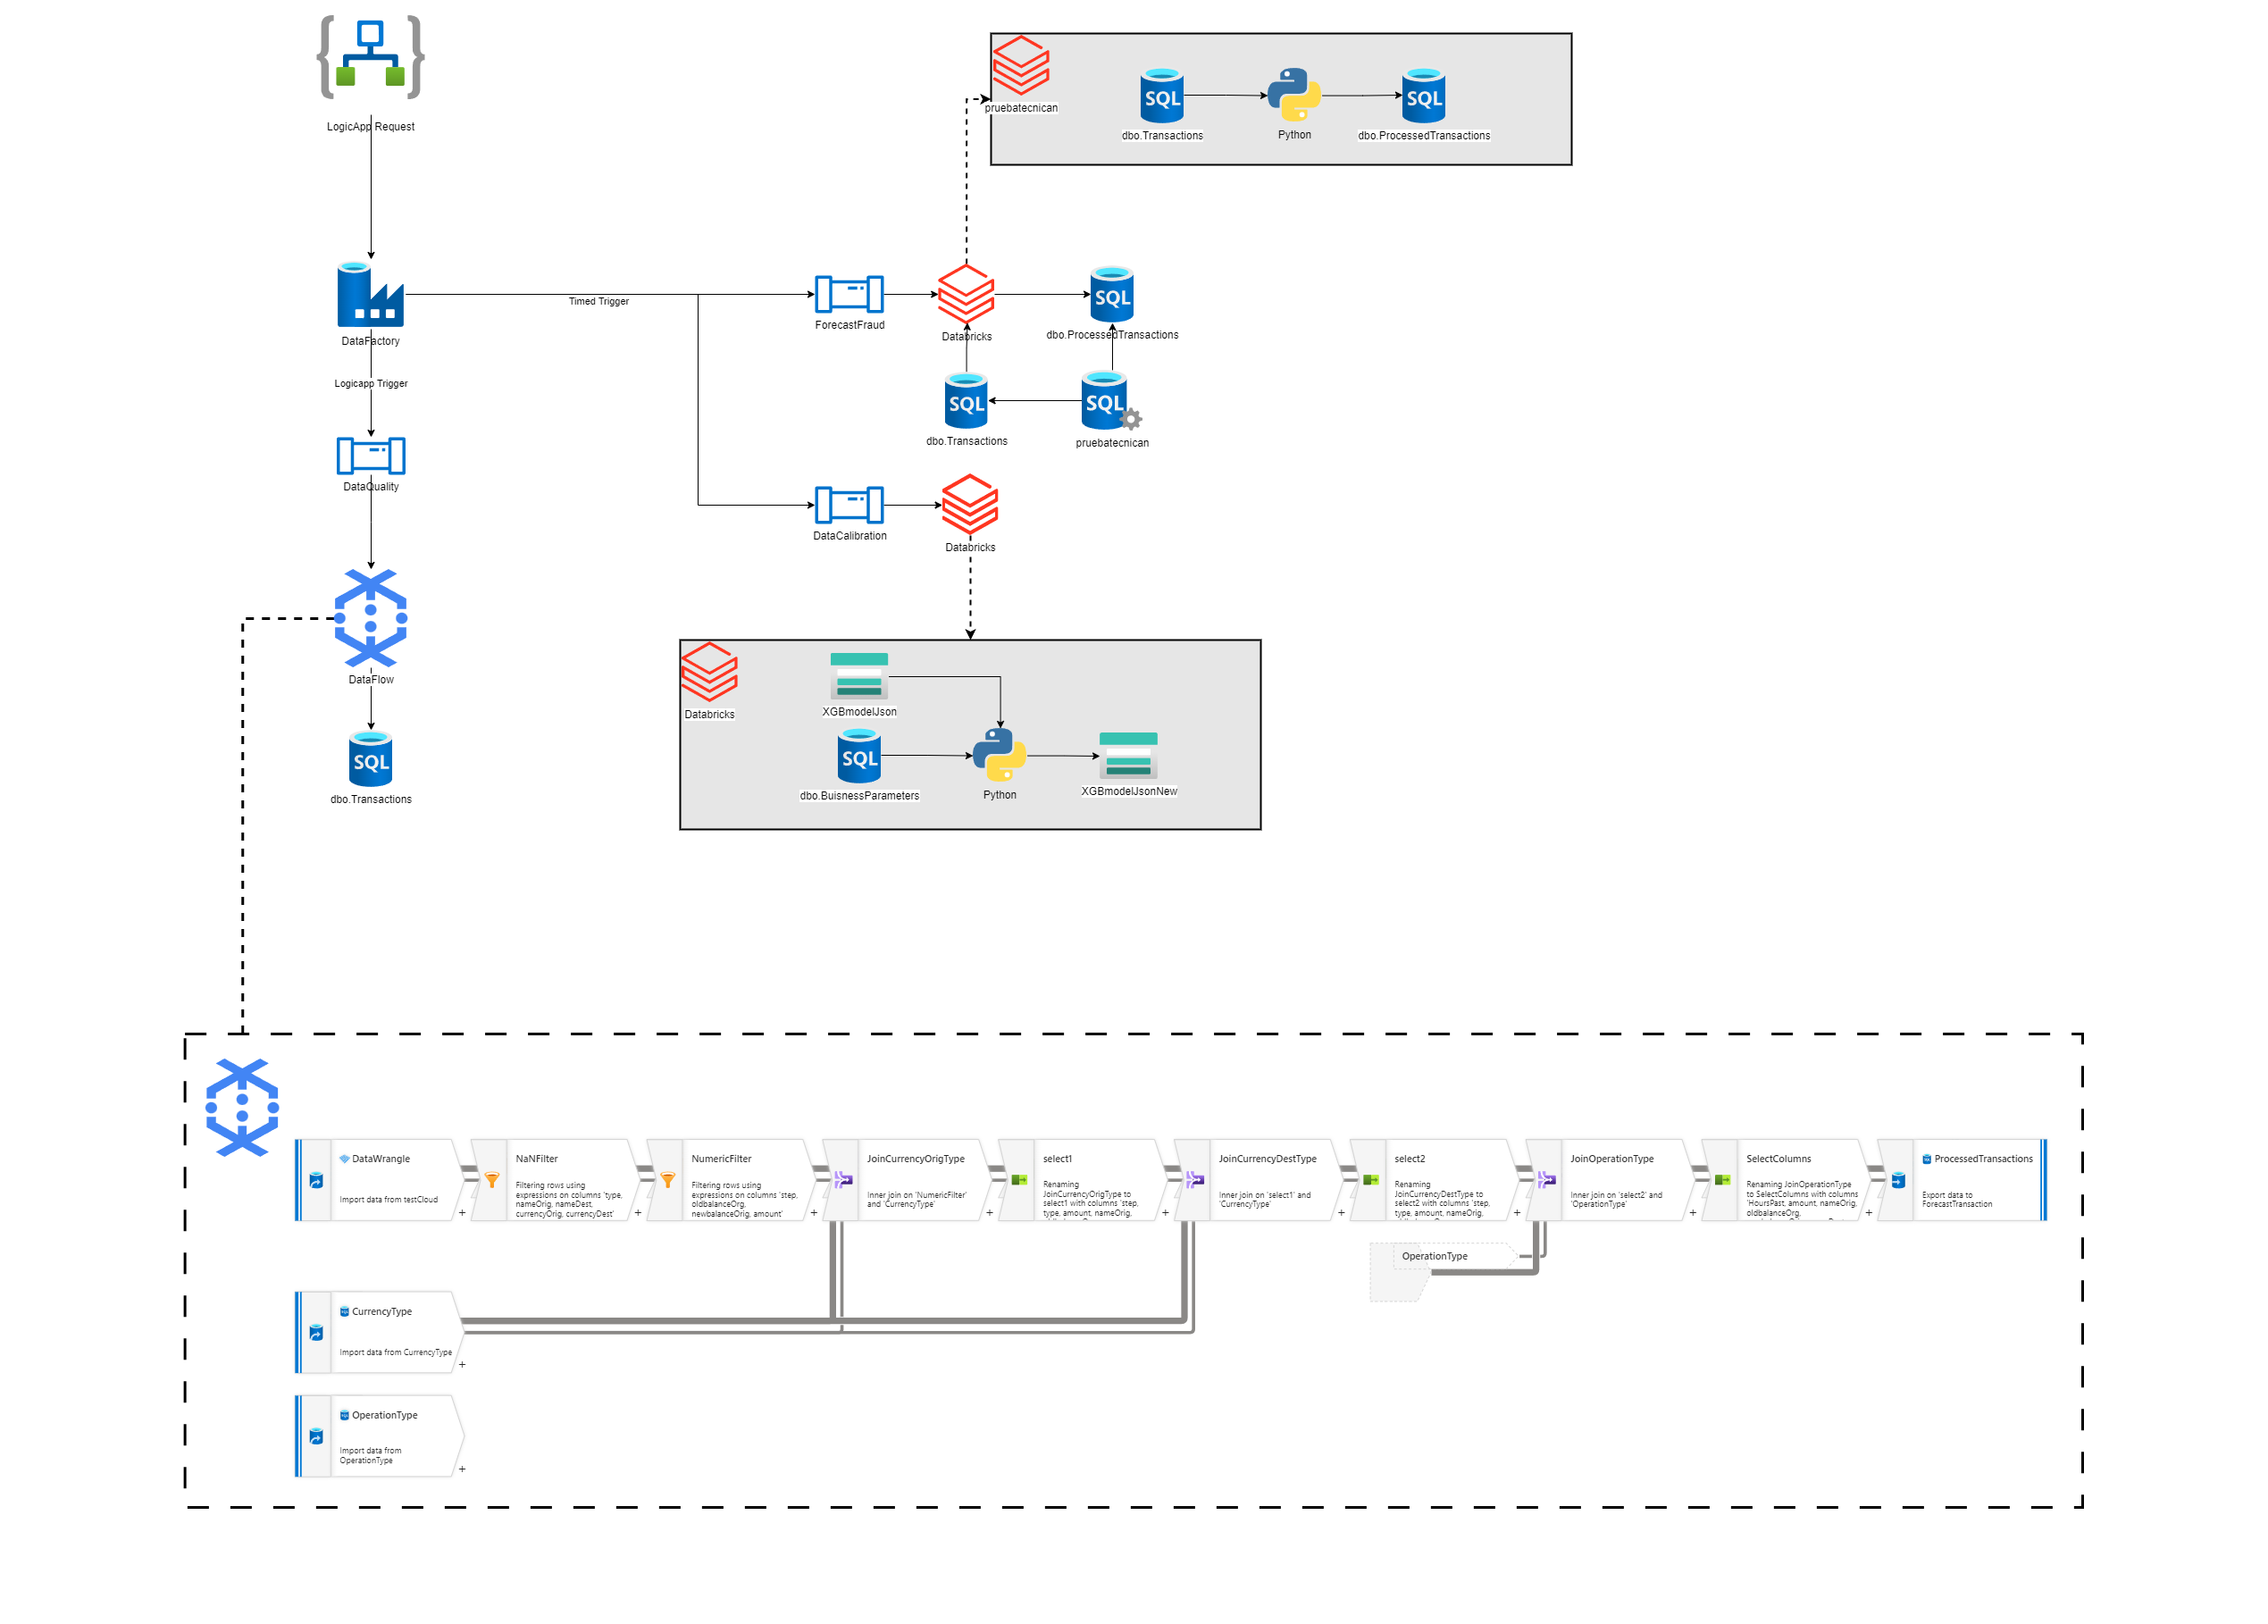 LogicApp Request
pruebatecnican
SQL
dbo.Transactions
Python
SQL
dbo.ProcessedTransactions
DataFactory
Timed Trigger
ForecastFraud
Databricks
SQL
dbo.ProcessedTransactions
Logicapp Trigger
SQL
dbo.Transactions
SQL
pruebatecnican
DataQuality
DataCalibration
Databricks
DataFlow
SQL
dbo.Transactions
Databricks
XGBmodelJson
SQL
dbo.BuisnessParameters
Python
XGBmodelJsonNew
DataWrangle
Import data from testCloud
+
NaNFilter
Filtering rows using
expressions on columns 'type,
nameOrig, nameDest,
currencyOrig, currencyDest'
+
NumericFilter
Filtering rows using
expressions on columns 'step,
oldbalanceOrg,
newbalanceOrig, amount'
+
JoinCurrencyOrigType
Inner join on 'NumericFilter'
and 'CurrencyType'
+
select1
Renaming
JoinCurrencyOrigType to
select1 with columns 'step,
type, amount, nameOrig,
+
JoinCurrencyDestType
Inner join on 'select1' and
'CurrencyType'
+
select2
Renaming
JoinCurrencyDestType to
select2 with columns 'step,
type, amount, nameOrig,
+
JoinOperationType
Inner join on 'select2' and
'OperationType'
+
SelectColumns
Renaming JoinOperationType
to SelectColumns with columns
'HoursPast, amount, nameOrig,
oldbalanceOrg,
+
ProcessedTransactions
Export data to
ForecastTransaction
OperationType
CurrencyType
Import data from CurrencyType
+
OperationType
Import data from
OperationType
+